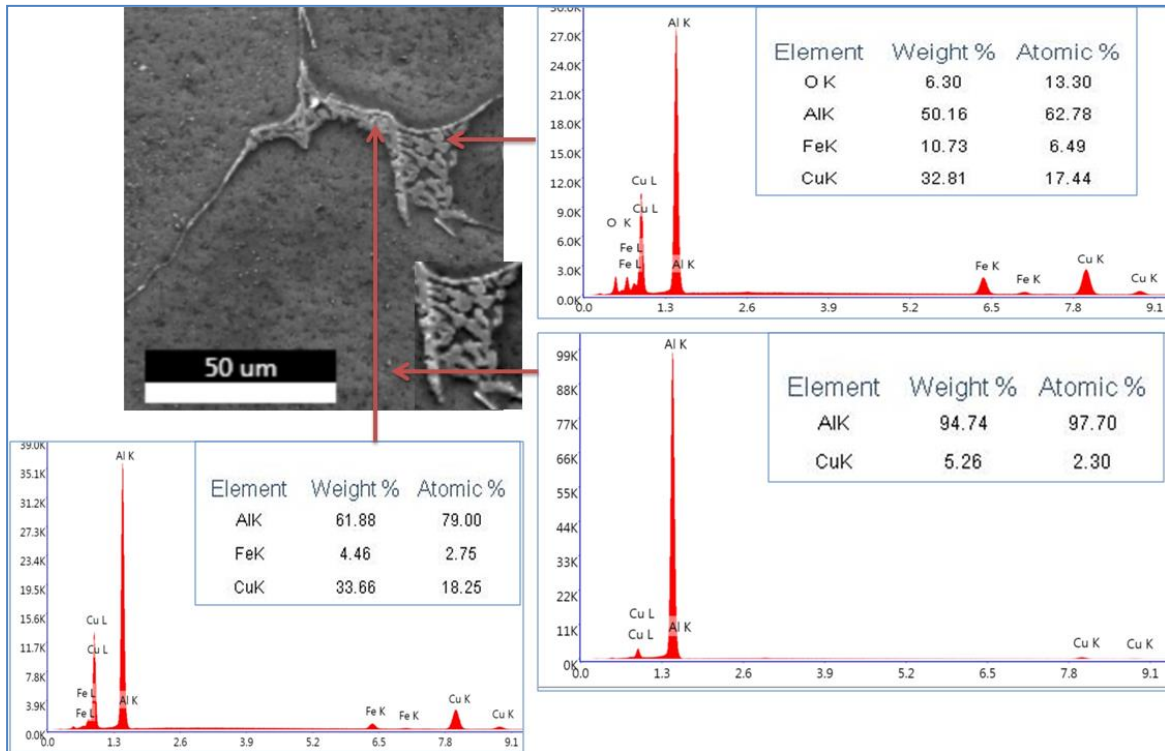 50 um
30.0K
27.0K
24.0K
21.0K
18.0K
15.0K
12.0K
9.0K
6.0K
3.0K
0.0K
Al K
Cu L
Cu L
O K
Fe L
Fe L
Al K
Fe K
Fe K
Cu K
Cu K
0.0 1.3 2.6 3.9 5.2 6.5 7.8 9.1
Element Weight % Atomic %
O K 6.30 13.30
AlK 50.16 62.78
FeK 10.73 6.49
CuK 32.81 17.44
99K
88K
77K
66K
55K
44K
33K
22K
11K
0K
Al K
Cu L
Cu L
Al K
Cu K
Cu K
0.0 1.3 2.6 3.9 5.2 6.5 7.8 9.1
Element Weight % Atomic %
AlK 94.74 97.70
CuK 5.26 2.30
39.0K
35.1K
31.2K
27.3K
23.4K
19.5K
15.6K
11.7K
7.8K
3.9K
0.0K
Al K
Cu L
Cu L
Fe L
Fe L
Al K
Fe K
Fe K
Cu K
Cu K
0.0 1.3 2.6 3.9 5.2 6.5 7.8 9.1
Element Weight % Atomic %
AlK 61.88 79.00
FeK 4.46 2.75
CuK 33.66 18.25